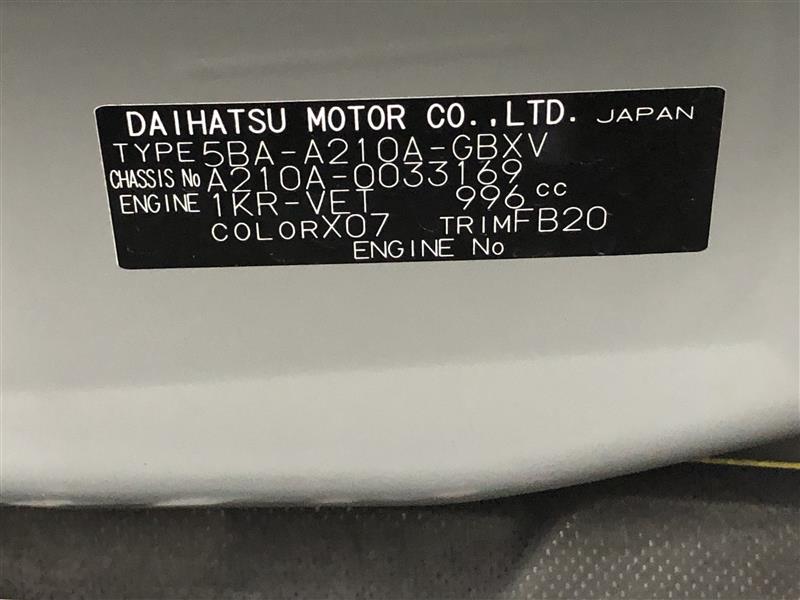 DAIHATSU MOTOR CO.,LTD. JAPAN
TYPE 5BA-A210A-GBXV
CHASSIS No A210A-0033169
ENGINE 1KR-VET 996 cc
COLOR X07 TRIM FB20
ENGINE No